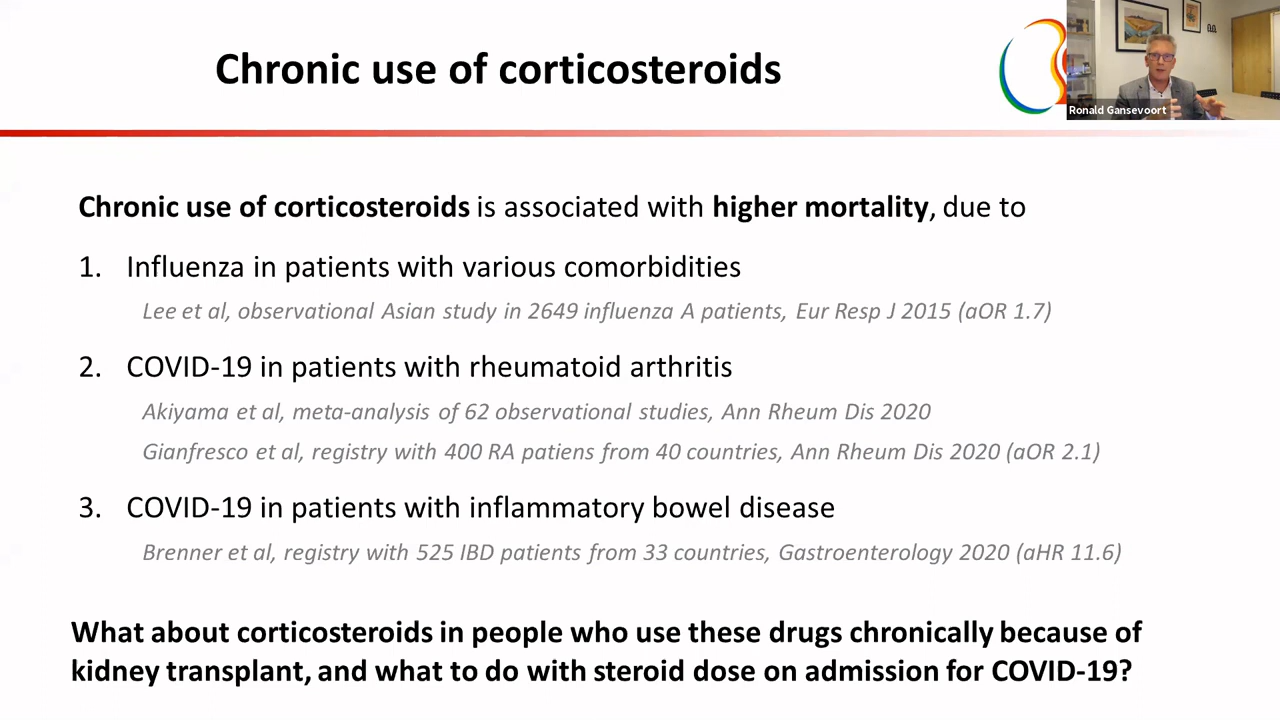 Chronic use of corticosteroids
Ronald Gansevoort
Chronic use of corticosteroids is associated with higher mortality, due to
1. Influenza in patients with various comorbidities
Lee et al, observational Asian study in 2649 influenza A patients, Eur Resp J 2015 (aOR 1.7)
2. COVID-19 in patients with rheumatoid arthritis
Akiyama et al, meta-analysis of 62 observational studies, Ann Rheum Dis 2020
Gianfresco et al, registry with 400 RA patiens from 40 countries, Ann Rheum Dis 2020 (aOR 2.1)
3. COVID-19 in patients with inflammatory bowel disease
Brenner et al, registry with 525 IBD patients from 33 countries, Gastroenterology 2020 (aHR 11.6)
What about corticosteroids in people who use these drugs chronically because of
kidney transplant, and what to do with steroid dose on admission for COVID-19?